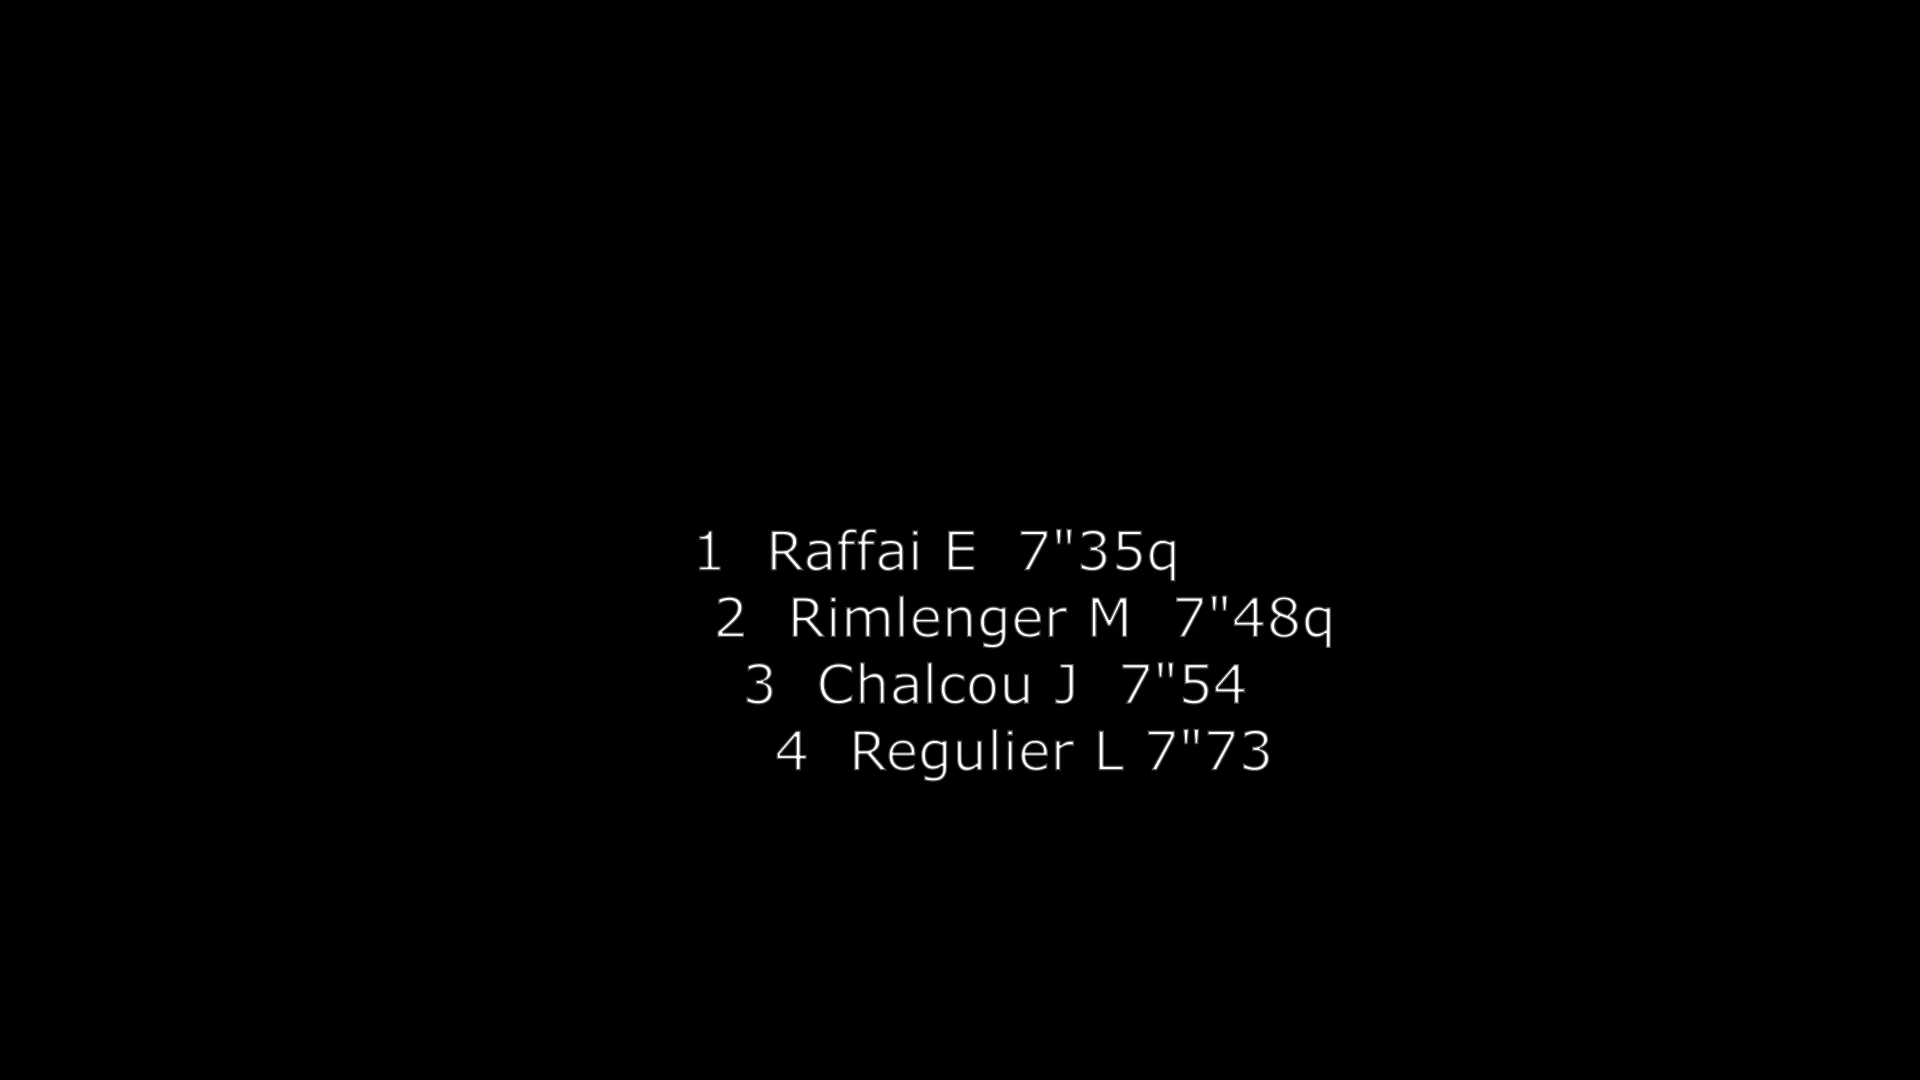 1 Raffai E 7"35q
2 Rimlenger M 7"48q
3 Chalcou J 7"54
4 Regulier L 7"73